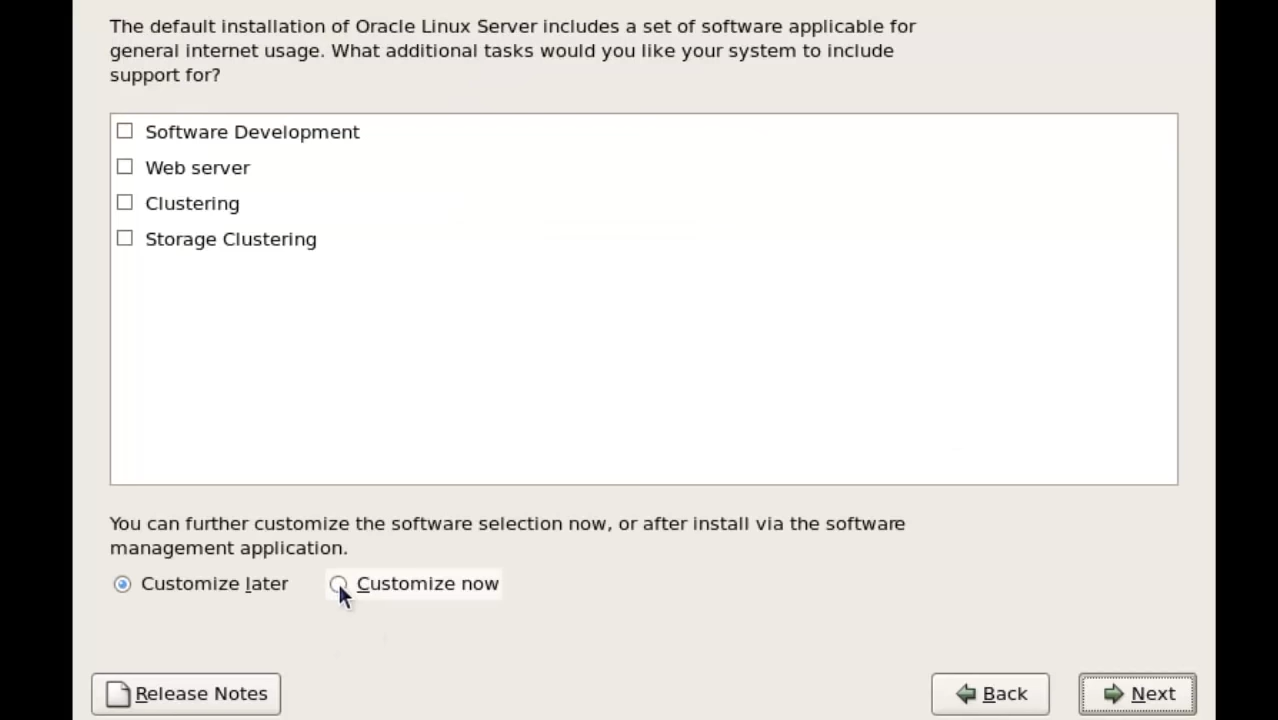 The default installation of Oracle Linux Server includes a set of software applicable for
general internet usage. What additional tasks would you like your system to include
support for?
Software Development
Web server
Clustering
Storage Clustering
You can further customize the software selection now, or after install via the software
management application.
Customize later Customize now
Release Notes Back Next